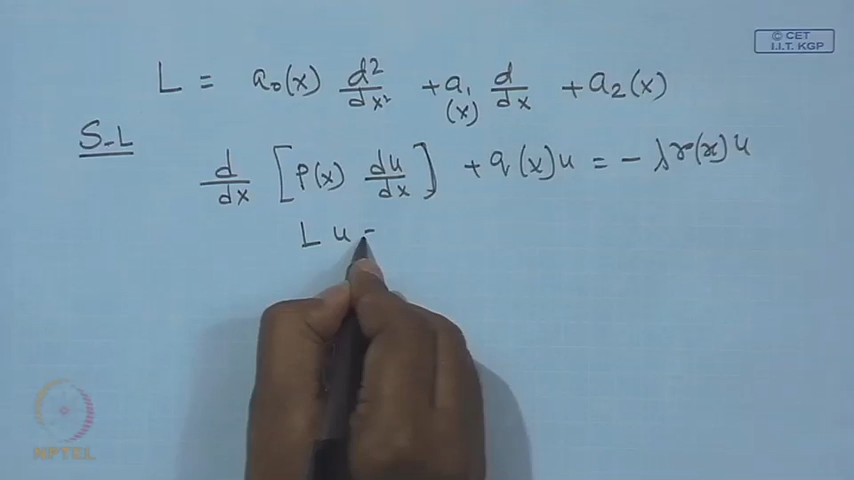 © CET
I.I.T. KGP
L = a₀(x) d²/dx² + a₁(x) d/dx + a₂(x)
S-L
d/dx [p(x) du/dx] + q(x)u = - λr(x)u
L u =
NPTEL